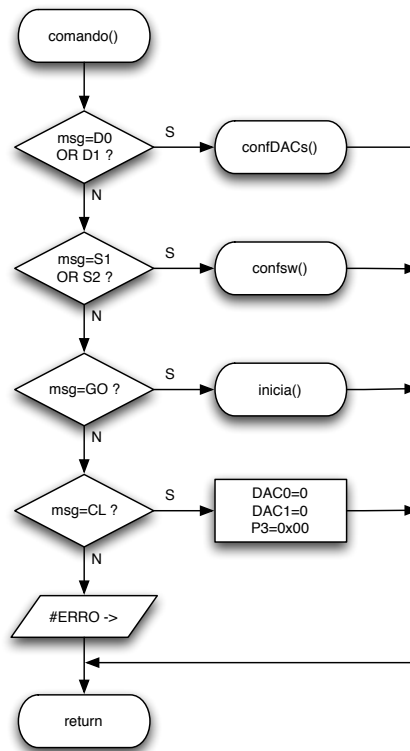 comando()
msg=D0
OR D1 ?
S
confDACs()
N
msg=S1
OR S2 ?
S
confsw()
N
msg=GO ?
S
inicia()
N
msg=CL ?
S
DAC0=0
DAC1=0
P3=0x00
N
#ERRO ->
return